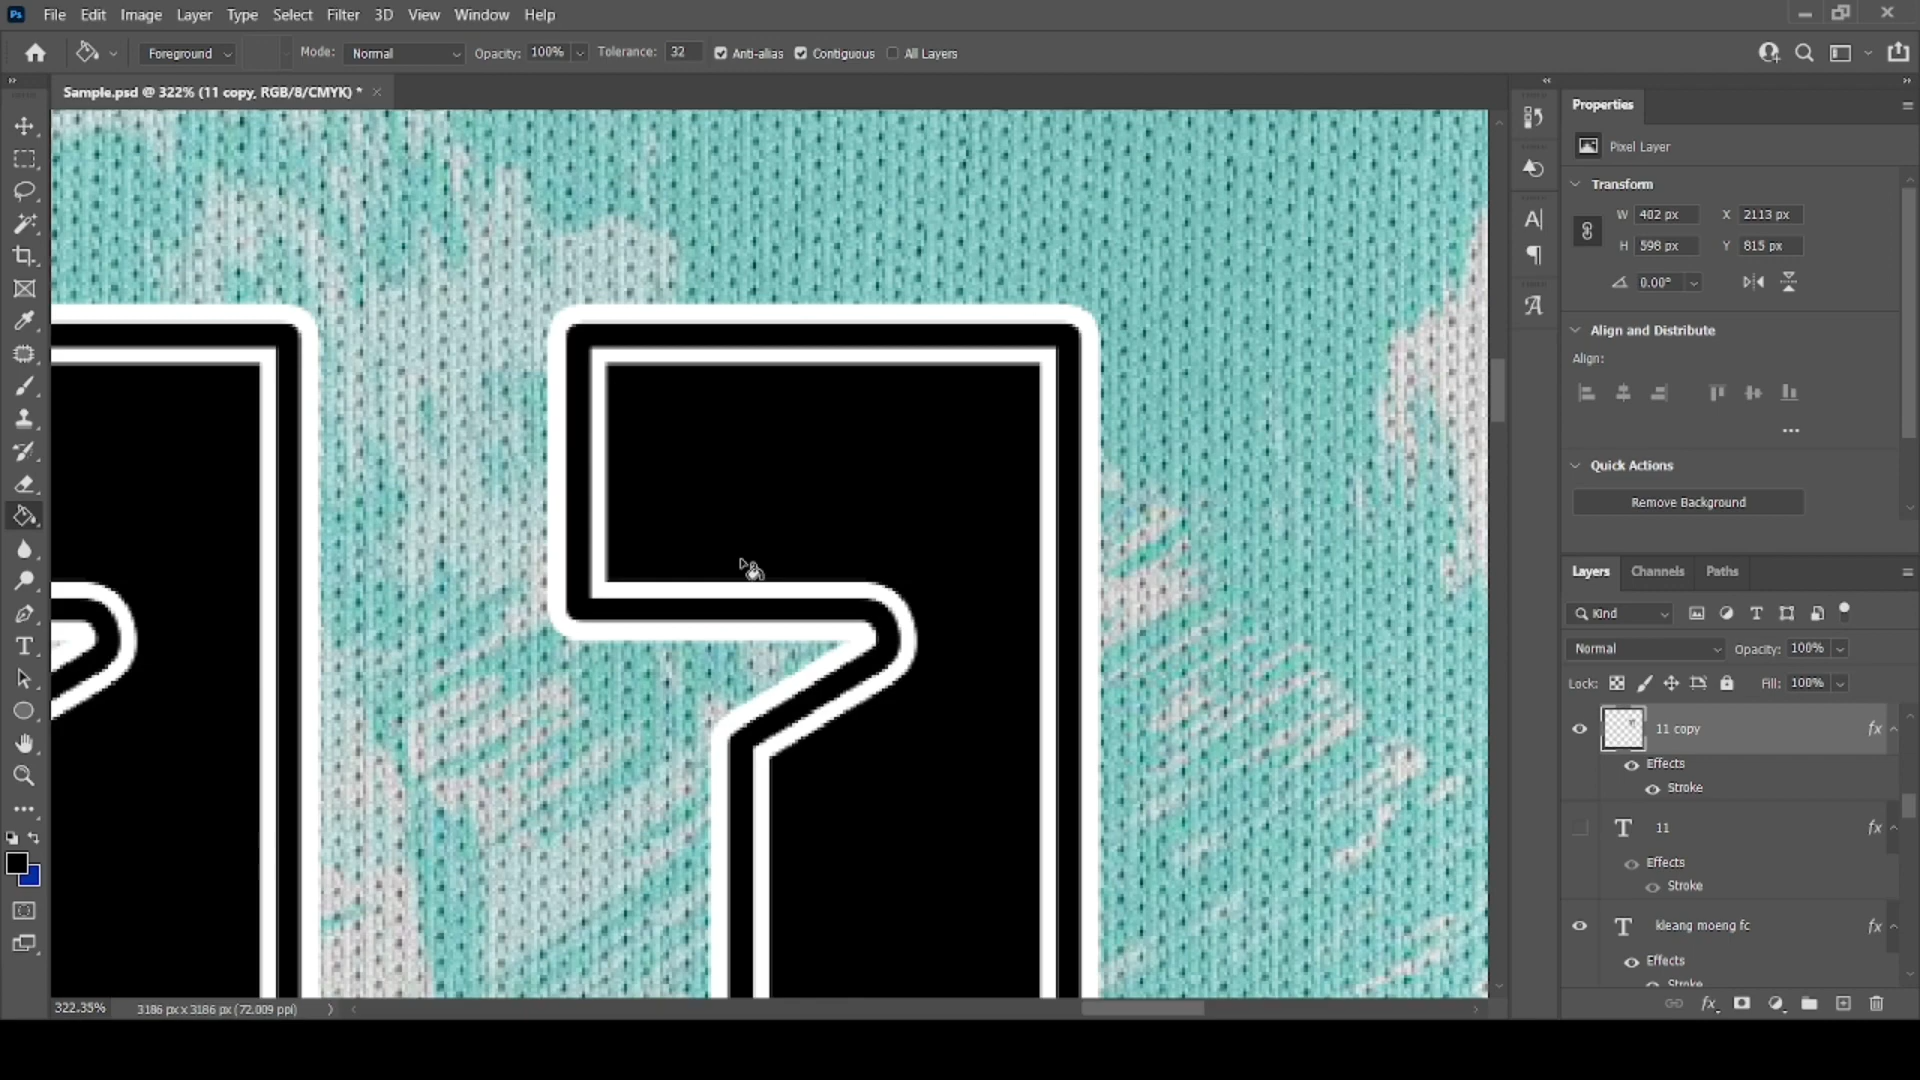 Ps File Edit Image Layer Type Select Filter 3D View Window Help
Foreground Mode: Normal Opacity: 100% Tolerance: 32 Anti-alias Contiguous All Layers
Sample.psd @ 322% (11 copy, RGB/8/CMYK) *
Properties
Pixel Layer
Transform
W 402 px X 2113 px
H 598 px Y 815 px
0.00°
Align and Distribute
Align:
Quick Actions
Remove Background
Layers Channels Paths
Kind
Normal Opacity: 100%
Lock: Fill: 100%
11 copy fx
Effects
Stroke
11 fx
Effects
Stroke
kleang moeng fc fx
Effects
Stroke
322.35% 3186 px x 3186 px (72.009 ppi)